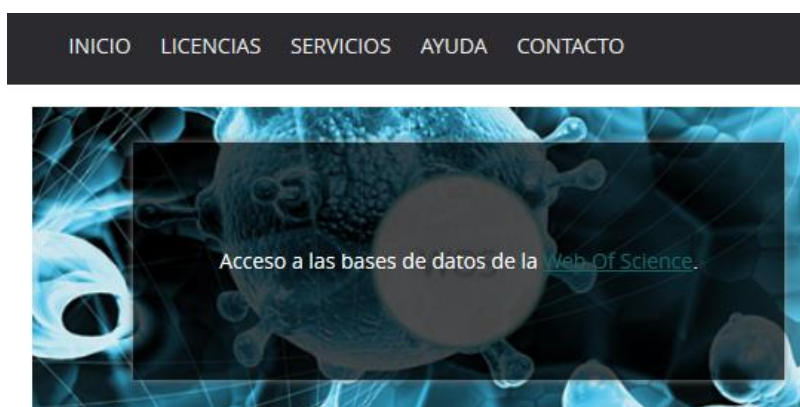 INICIO LICENCIAS SERVICIOS AYUDA CONTACTO
Acceso a las bases de datos de la Web Of Science.